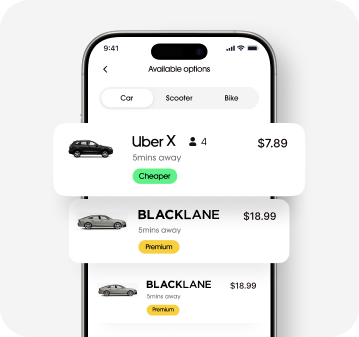 9:41
Available options
Car Scooter Bike
Uber X 4 $7.89
5mins away
Cheaper
BLACKLANE $18.99
5mins away
Premium
BLACKLANE $18.99
5mins away
Premium